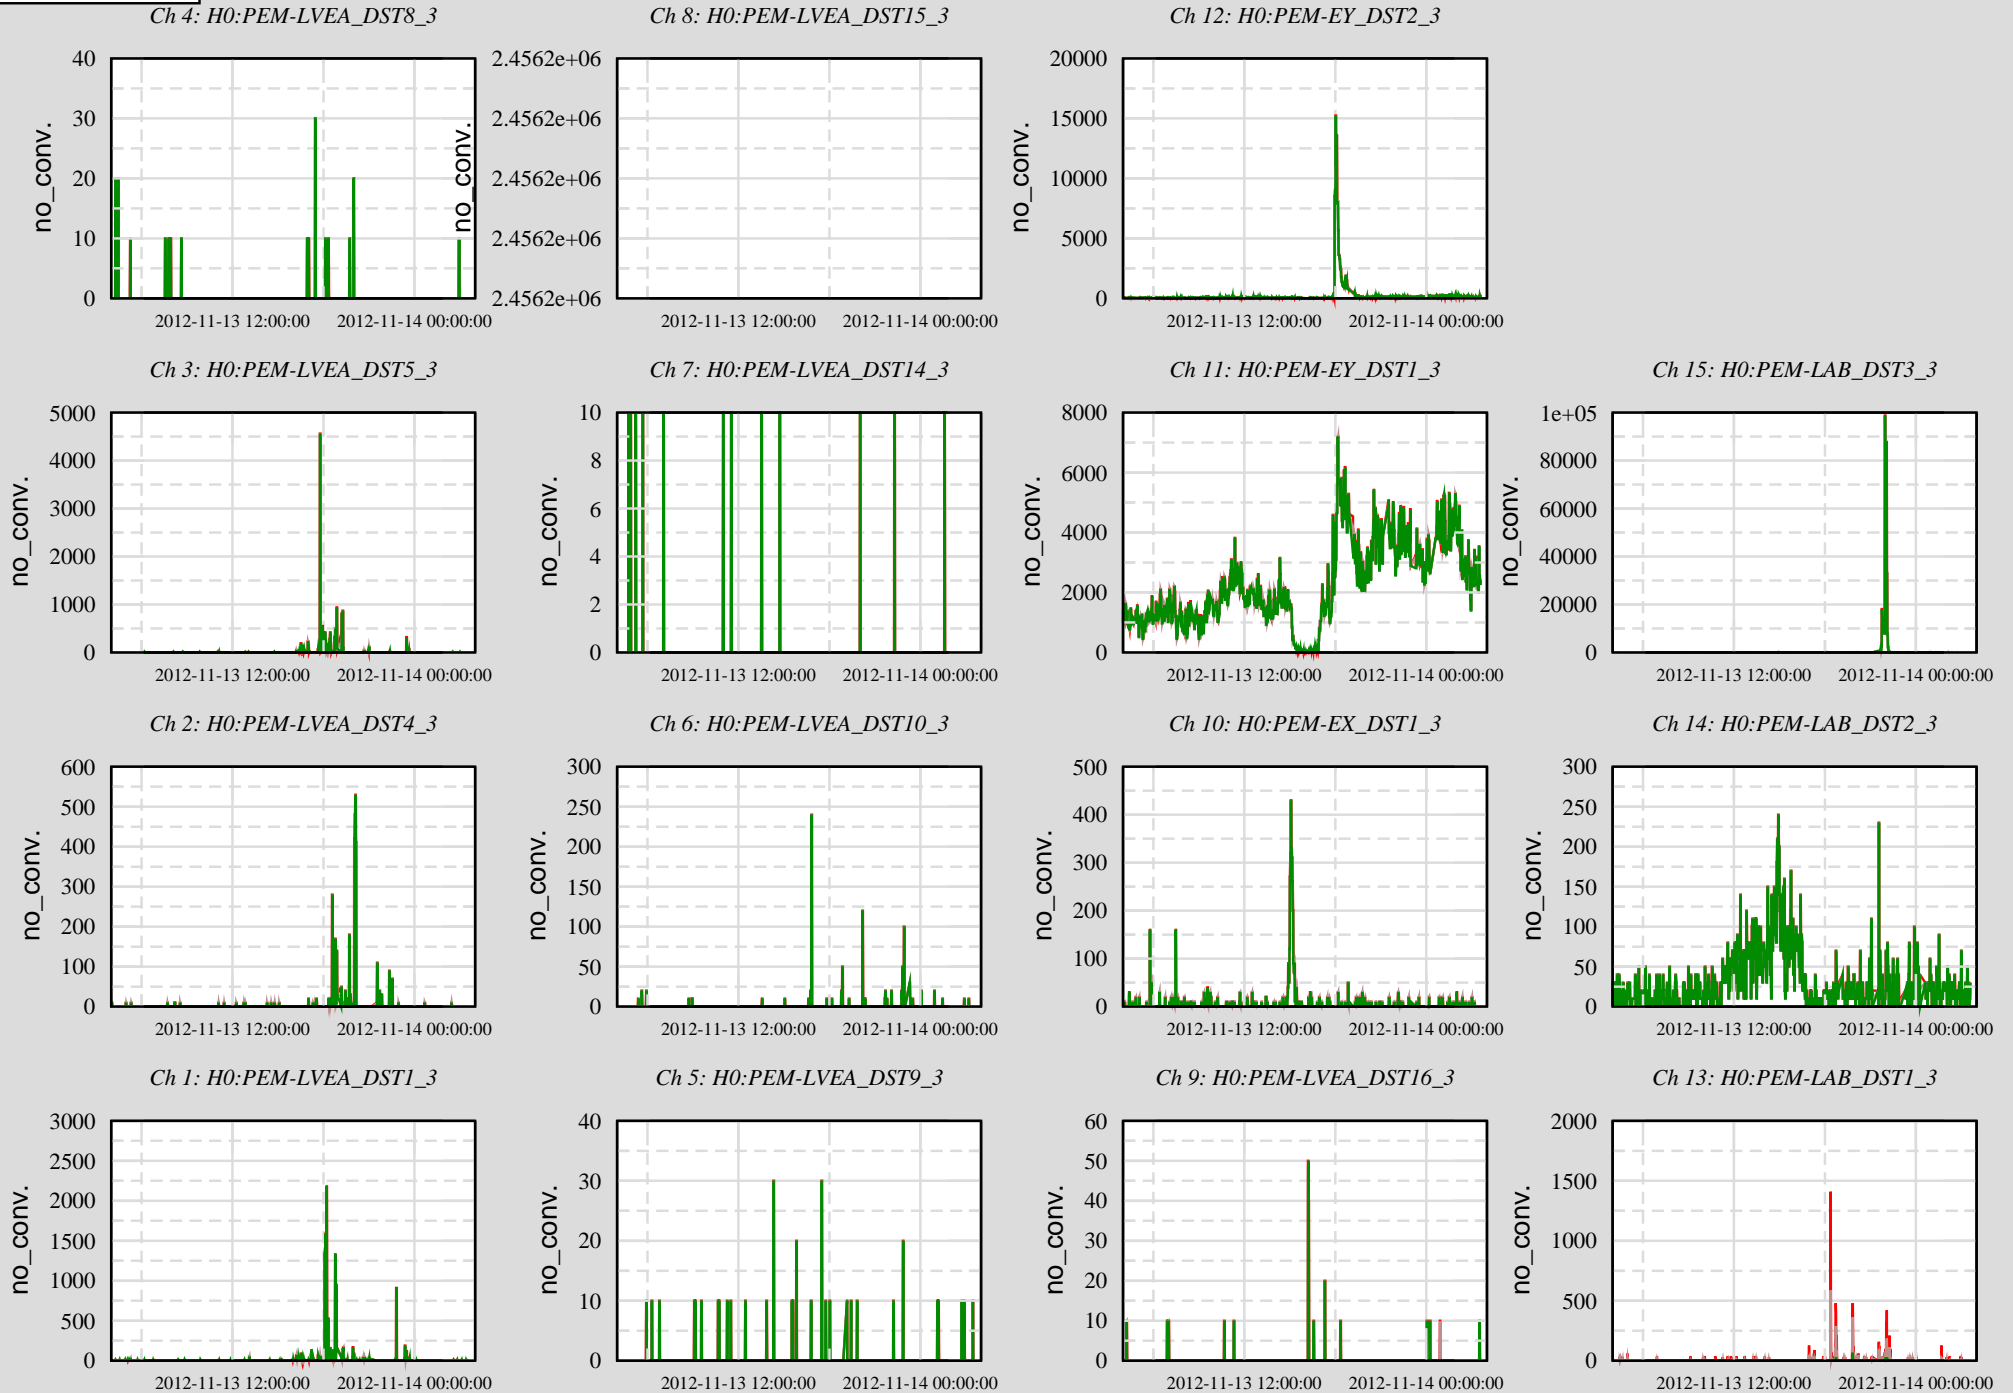 Ch 4: H0:PEM-LVEA_DST8_3
40
30
20
10
0
no_conv.
2012-11-13 12:00:00 2012-11-14 00:00:00
Ch 8: H0:PEM-LVEA_DST15_3
2.4562e+06
2.4562e+06
2.4562e+06
2.4562e+06
2.4562e+06
no_conv.
2012-11-13 12:00:00 2012-11-14 00:00:00
Ch 12: H0:PEM-EY_DST2_3
20000
15000
10000
5000
0
no_conv.
2012-11-13 12:00:00 2012-11-14 00:00:00
Ch 3: H0:PEM-LVEA_DST5_3
5000
4000
3000
2000
1000
0
no_conv.
2012-11-13 12:00:00 2012-11-14 00:00:00
Ch 7: H0:PEM-LVEA_DST14_3
10
8
6
4
2
0
no_conv.
2012-11-13 12:00:00 2012-11-14 00:00:00
Ch 11: H0:PEM-EY_DST1_3
8000
6000
4000
2000
0
no_conv.
2012-11-13 12:00:00 2012-11-14 00:00:00
Ch 15: H0:PEM-LAB_DST3_3
1e+05
80000
60000
40000
20000
0
no_conv.
2012-11-13 12:00:00 2012-11-14 00:00:00
Ch 2: H0:PEM-LVEA_DST4_3
600
500
400
300
200
100
0
no_conv.
2012-11-13 12:00:00 2012-11-14 00:00:00
Ch 6: H0:PEM-LVEA_DST10_3
300
250
200
150
100
50
0
no_conv.
2012-11-13 12:00:00 2012-11-14 00:00:00
Ch 10: H0:PEM-EX_DST1_3
500
400
300
200
100
0
no_conv.
2012-11-13 12:00:00 2012-11-14 00:00:00
Ch 14: H0:PEM-LAB_DST2_3
300
250
200
150
100
50
0
no_conv.
2012-11-13 12:00:00 2012-11-14 00:00:00
Ch 1: H0:PEM-LVEA_DST1_3
3000
2500
2000
1500
1000
500
0
no_conv.
2012-11-13 12:00:00 2012-11-14 00:00:00
Ch 5: H0:PEM-LVEA_DST9_3
40
30
20
10
0
no_conv.
2012-11-13 12:00:00 2012-11-14 00:00:00
Ch 9: H0:PEM-LVEA_DST16_3
60
50
40
30
20
10
0
no_conv.
2012-11-13 12:00:00 2012-11-14 00:00:00
Ch 13: H0:PEM-LAB_DST1_3
2000
1500
1000
500
0
no_conv.
2012-11-13 12:00:00 2012-11-14 00:00:00